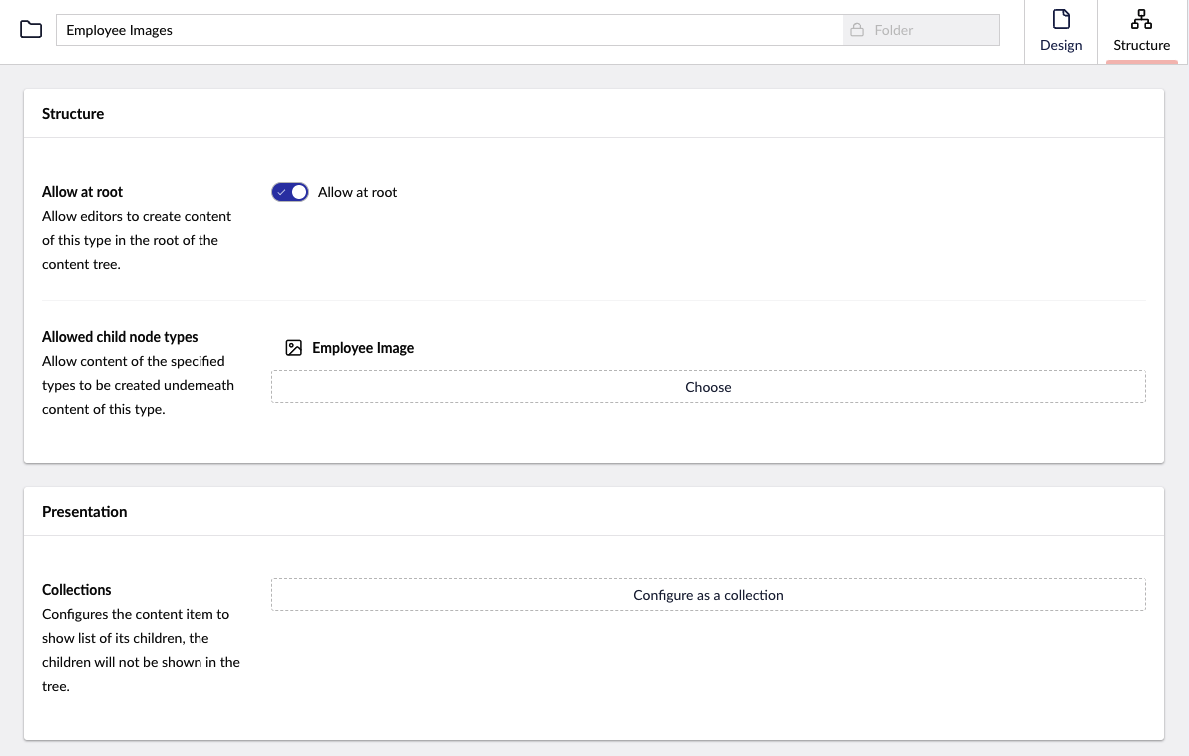 Employee Images
Folder
Design
Structure
Structure
Allow at root
Allow editors to create content
of this type in the root of the
content tree.
Allow at root
Allowed child node types
Allow content of the specified
types to be created underneath
content of this type.
Employee Image
Choose
Presentation
Collections
Configures the content item to
show list of its children, the
children will not be shown in the
tree.
Configure as a collection